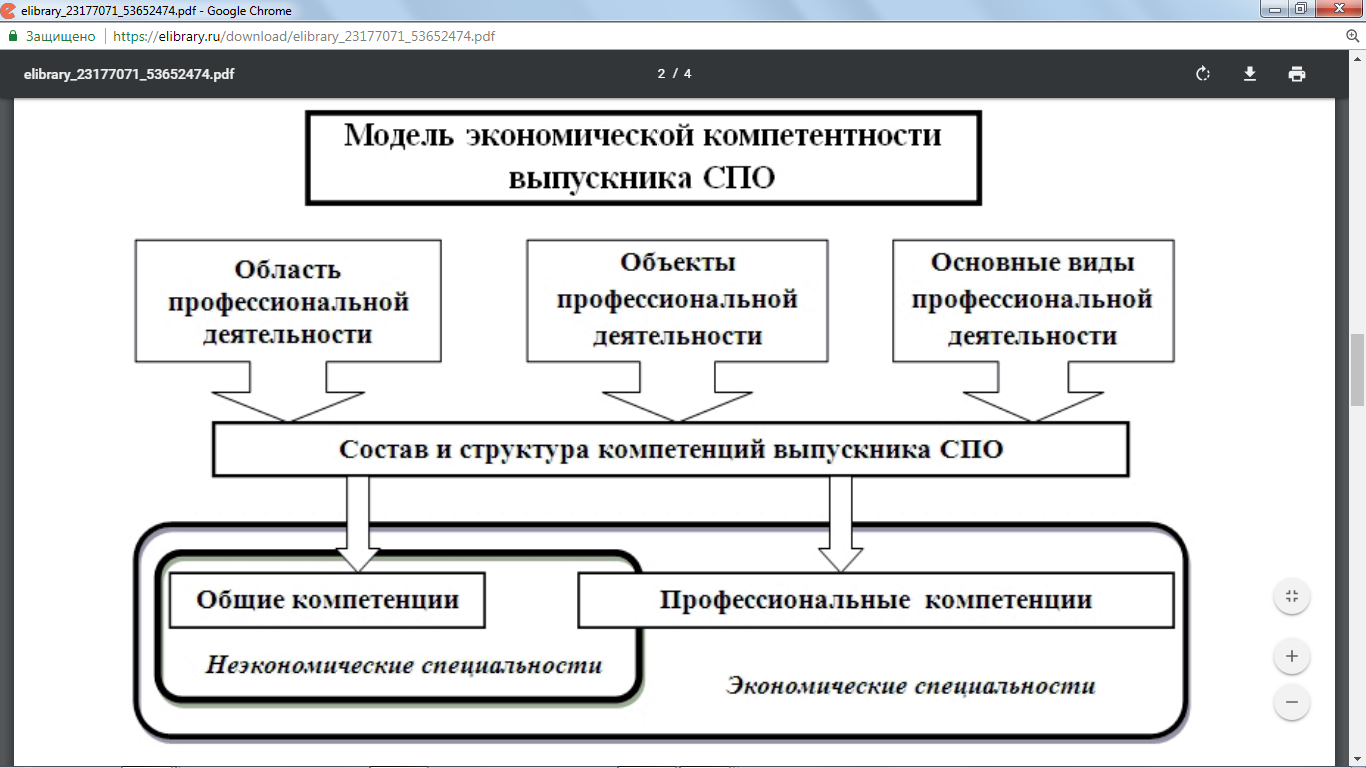 elibrary_23177071_53652474.pdf - Google Chrome
Защищено
https://elibrary.ru/download/elibrary_23177071_53652474.pdf
elibrary_23177071_53652474.pdf
2 / 4
Модель экономической компетентности
выпускника СПО
Область
профессиональной
деятельности
Объекты
профессиональной
деятельности
Основные виды
профессиональной
деятельности
Состав и структура компетенций выпускника СПО
Общие компетенции
Профессиональные компетенции
Неэкономические специальности
Экономические специальности